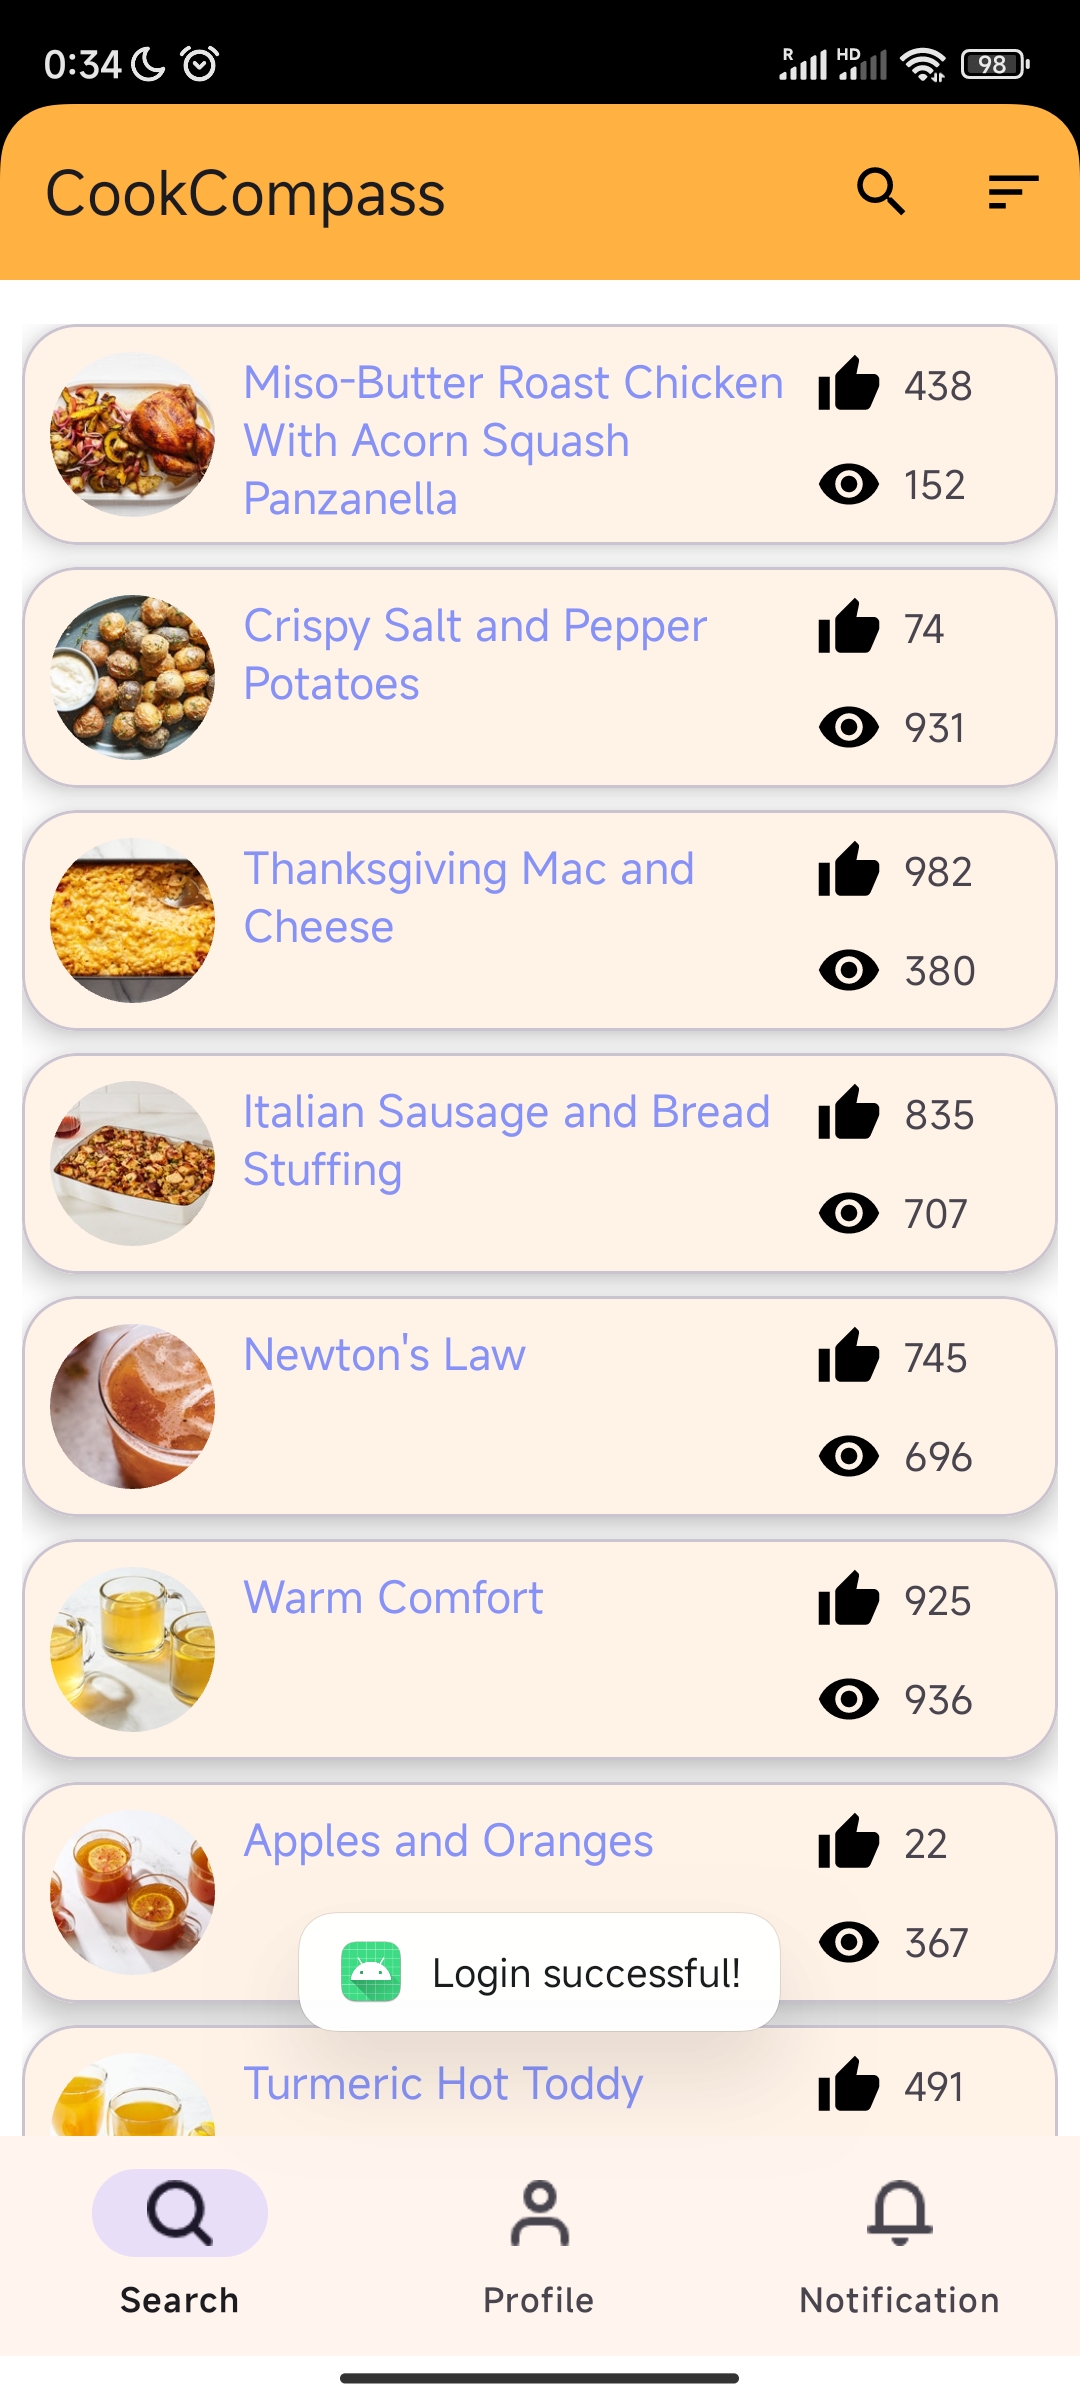 0:34
R
HD
98
CookCompass
Miso-Butter Roast Chicken
With Acorn Squash
Panzanella
438
152
Crispy Salt and Pepper
Potatoes
74
931
Thanksgiving Mac and
Cheese
982
380
Italian Sausage and Bread
Stuffing
835
707
Newton's Law
745
696
Warm Comfort
925
936
Apples and Oranges
22
367
Login successful!
Turmeric Hot Toddy
491
Search
Profile
Notification